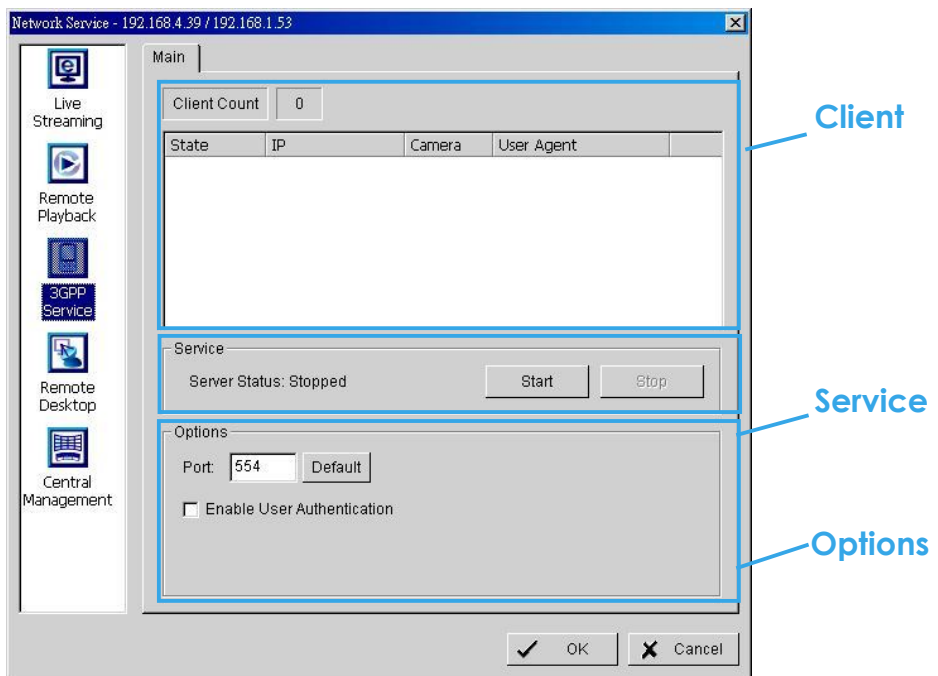 Network Service - 192.168.4.39 / 192.168.1.53
Live
Streaming
Remote
Playback
3GPP
Service
Remote
Desktop
Central
Management
Main
Client Count 0
State IP Camera User Agent
Service
Server Status: Stopped Start Stop
Options
Port: 554 Default
Enable User Authentication
OK Cancel
Client
Service
Options